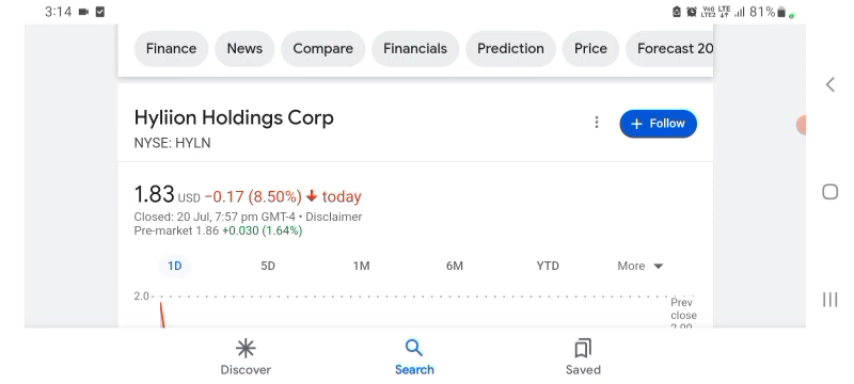 3:14 81%
Finance News Compare Financials Prediction Price Forecast 20
Hyliion Holdings Corp
+ Follow
NYSE: HYLN
1.83 USD −0.17 (8.50%) ↓ today
Closed: 20 Jul, 7:57 pm GMT-4 • Disclaimer
Pre-market 1.86 +0.030 (1.64%)
1D 5D 1M 6M YTD More
2.0
Prev
close
2.00
Discover Search Saved